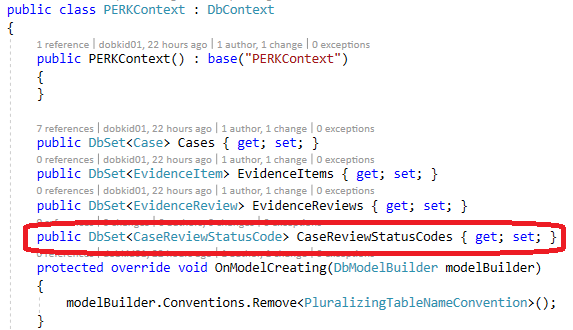 public class PERKContext : DbContext
{
1 reference | dobkid01, 22 hours ago | 1 author, 1 change | 0 exceptions
public PERKContext() : base("PERKContext")
{
}
7 references | dobkid01, 22 hours ago | 1 author, 1 change | 0 exceptions
public DbSet<Case> Cases { get; set; }
0 references | dobkid01, 22 hours ago | 1 author, 1 change | 0 exceptions
public DbSet<EvidenceItem> EvidenceItems { get; set; }
0 references | dobkid01, 22 hours ago | 1 author, 1 change | 0 exceptions
public DbSet<EvidenceReview> EvidenceReviews { get; set; }
public DbSet<CaseReviewStatusCode> CaseReviewStatusCodes { get; set; }
protected override void OnModelCreating(DbModelBuilder modelBuilder)
{
modelBuilder.Conventions.Remove<PluralizingTableNameConvention>();
}